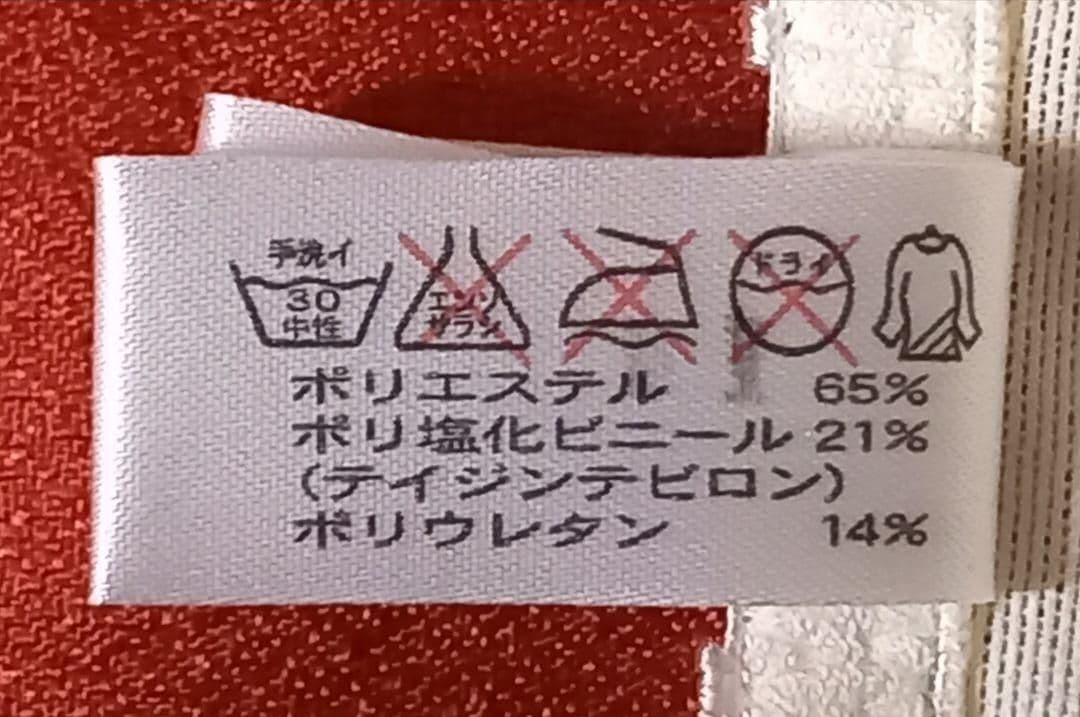 手洗イ
30
中性
エンソ
サラシ
ドライ
ポリエステル 65%
ポリ塩化ビニール 21%
(テイジンテビロン)
ポリウレタン 14%